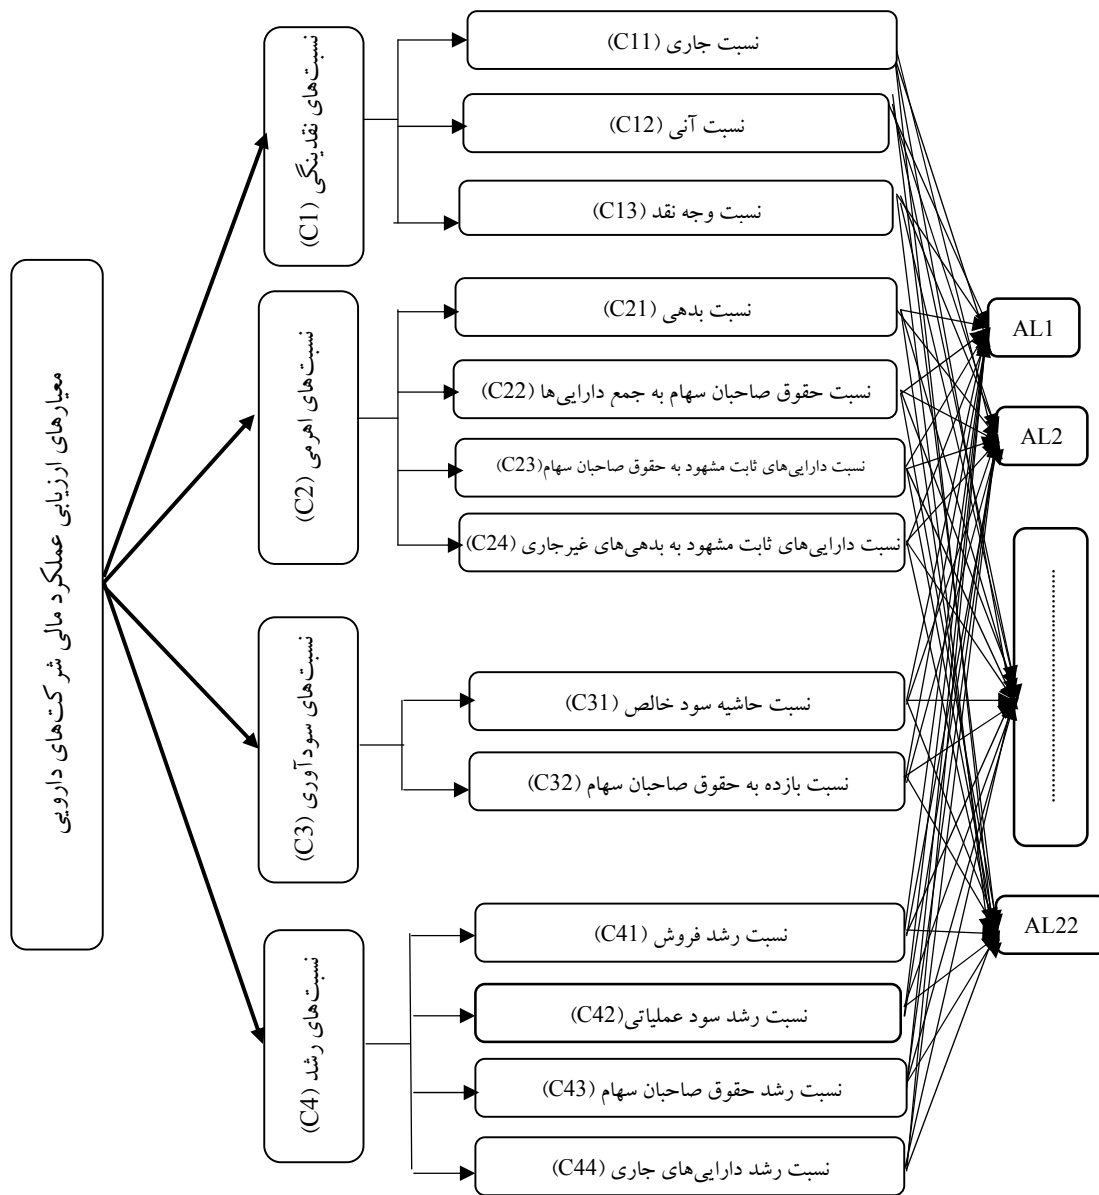 معیارهای ارزیابی عملکرد مالی شرکت‌های دارویی
نسبت‌های نقدینگی (C1)
نسبت جاری (C11)
نسبت آنی (C12)
نسبت وجه نقد (C13)
نسبت‌های اهرمی (C2)
نسبت بدهی (C21)
نسبت حقوق صاحبان سهام به جمع دارایی‌ها (C22)
نسبت دارایی‌های ثابت مشهود به حقوق صاحبان سهام(C23)
نسبت دارایی‌های ثابت مشهود به بدهی‌های غیرجاری (C24)
نسبت‌های سودآوری (C3)
نسبت حاشیه سود خالص (C31)
نسبت بازده به حقوق صاحبان سهام (C32)
نسبت‌های رشد (C4)
نسبت رشد فروش (C41)
نسبت رشد سود عملیاتی(C42)
نسبت رشد حقوق صاحبان سهام (C43)
نسبت رشد دارایی‌های جاری (C44)
AL1
AL2
...........................
AL22